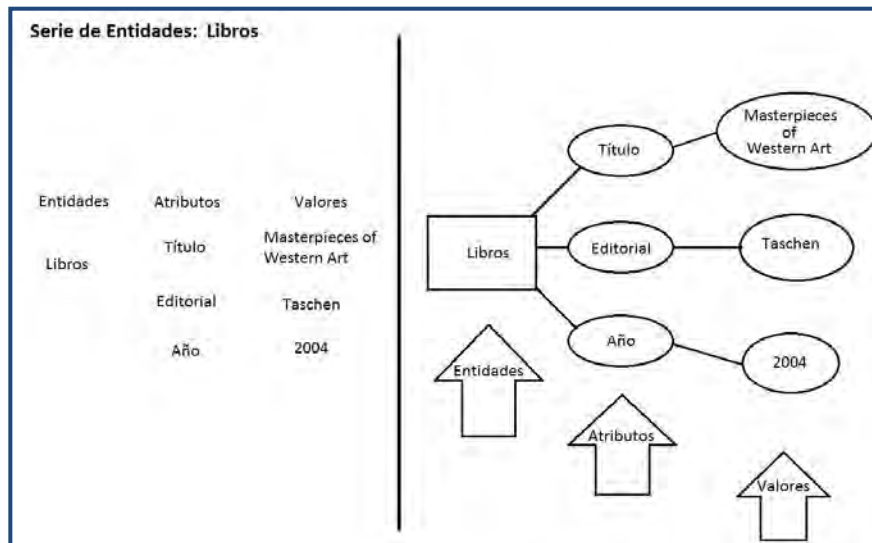 Serie de Entidades: Libros
Entidades Atributos Valores
Libros
Título
Masterpieces of
Western Art
Editorial
Taschen
Año
2004
Libros
Título
Masterpieces
of
Western Art
Editorial
Taschen
Año
2004
Entidades
Atributos
Valores